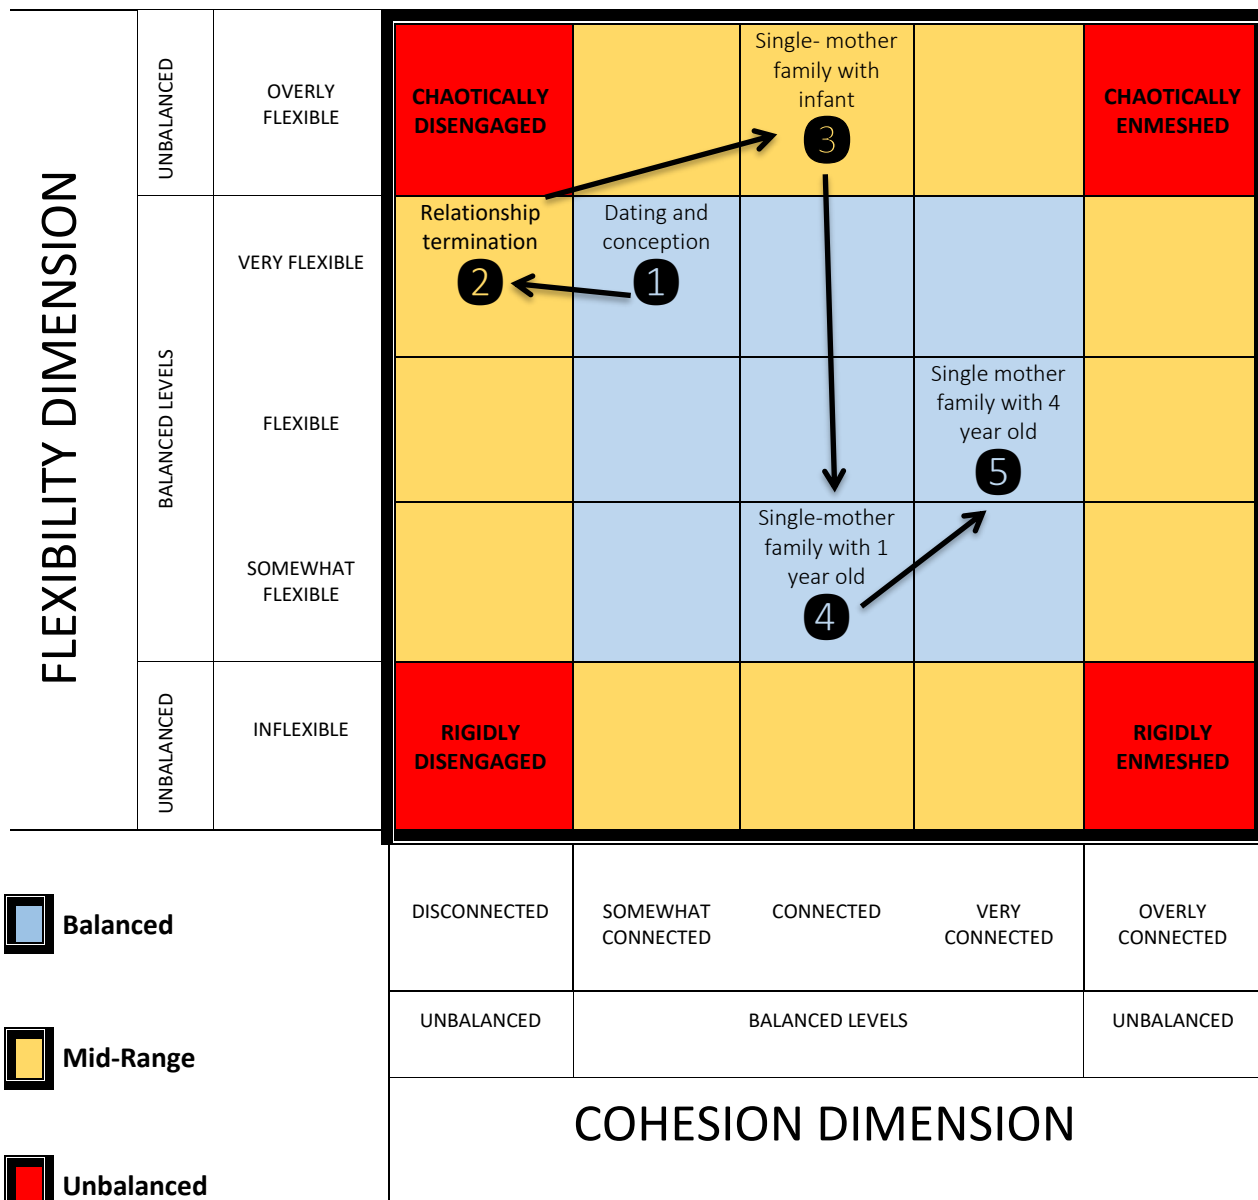 FLEXIBILITY DIMENSION
UNBALANCED
OVERLY
FLEXIBLE
CHAOTICALLY
DISENGAGED
Single- mother
family with
infant
3
CHAOTICALLY
ENMESHED
BALANCED LEVELS
VERY FLEXIBLE
Relationship
termination
2
Dating and
conception
1
FLEXIBLE
Single mother
family with 4
year old
5
SOMEWHAT
FLEXIBLE
Single-mother
family with 1
year old
4
UNBALANCED
INFLEXIBLE
RIGIDLY
DISENGAGED
RIGIDLY
ENMESHED
DISCONNECTED
SOMEWHAT
CONNECTED
CONNECTED
VERY
CONNECTED
OVERLY
CONNECTED
UNBALANCED
BALANCED LEVELS
UNBALANCED
COHESION DIMENSION
Balanced
Mid-Range
Unbalanced